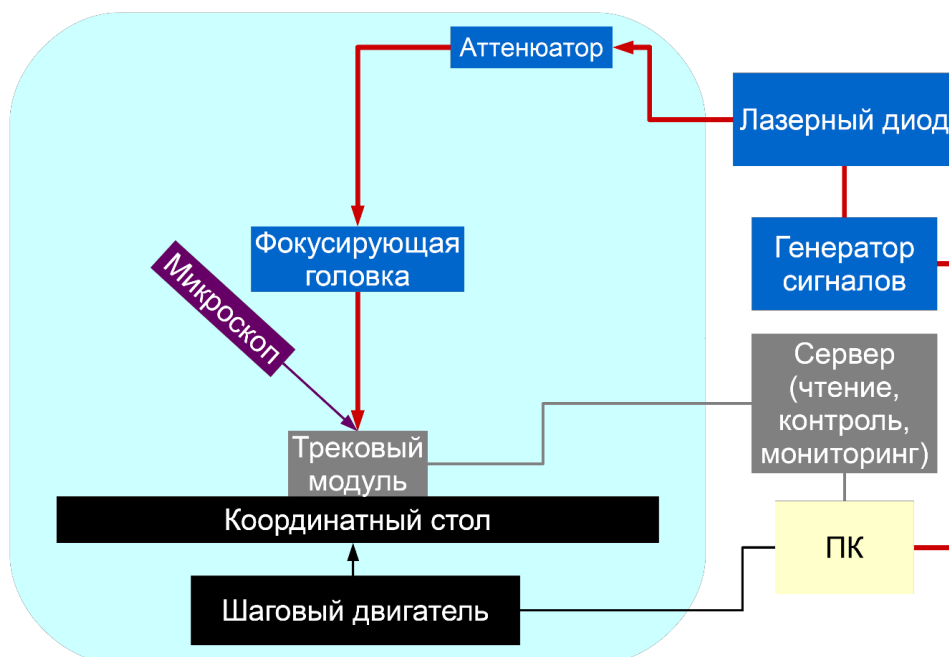 Аттенюатор
Лазерный диод
Фокусирующая
головка
Генератор
сигналов
Микроскоп
Сервер
(чтение,
контроль,
мониторинг)
Трековый
модуль
Координатный стол
ПК
Шаговый двигатель